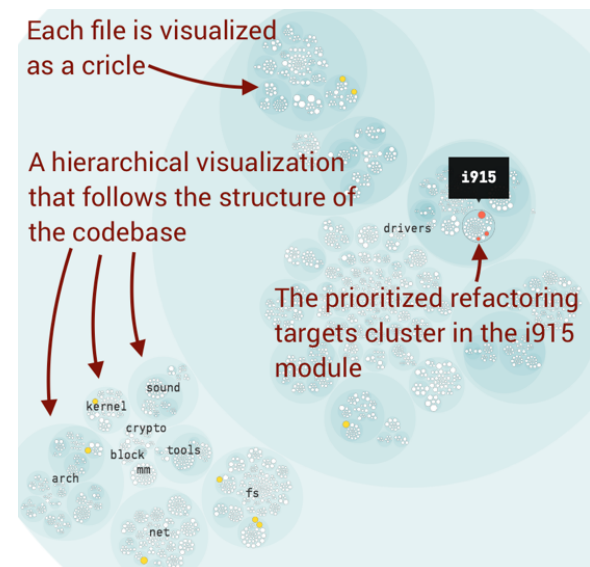 Each file is visualized
as a cricle
A hierarchical visualization
that follows the structure of
the codebase
i915
drivers
The prioritized refactoring
targets cluster in the i915
module
sound
kernel
crypto
block
tools
mm
arch
fs
net